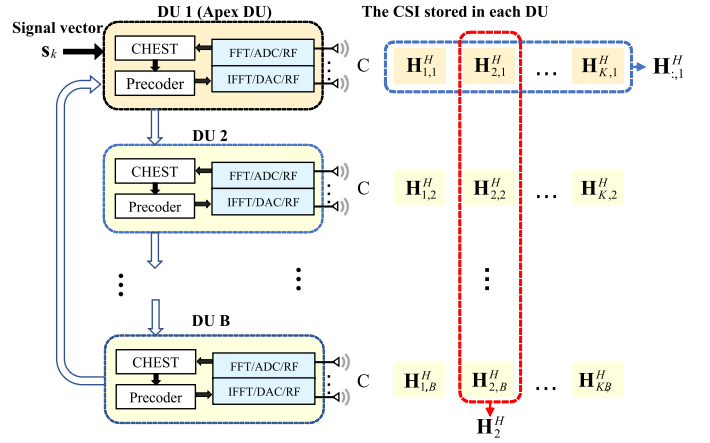 DU 1 (Apex DU)
The CSI stored in each DU
Signal vector
s_k
CHEST
FFT/ADC/RF
Precoder
IFFT/DAC/RF
C
H^H_{1,1}
H^H_{2,1}
...
H^H_{K,1}
H^H_{:,1}
DU 2
CHEST
FFT/ADC/RF
Precoder
IFFT/DAC/RF
C
H^H_{1,2}
H^H_{2,2}
...
H^H_{K,2}
DU B
CHEST
FFT/ADC/RF
Precoder
IFFT/DAC/RF
C
H^H_{1,B}
H^H_{2,B}
...
H^H_{KB}
H^H_2